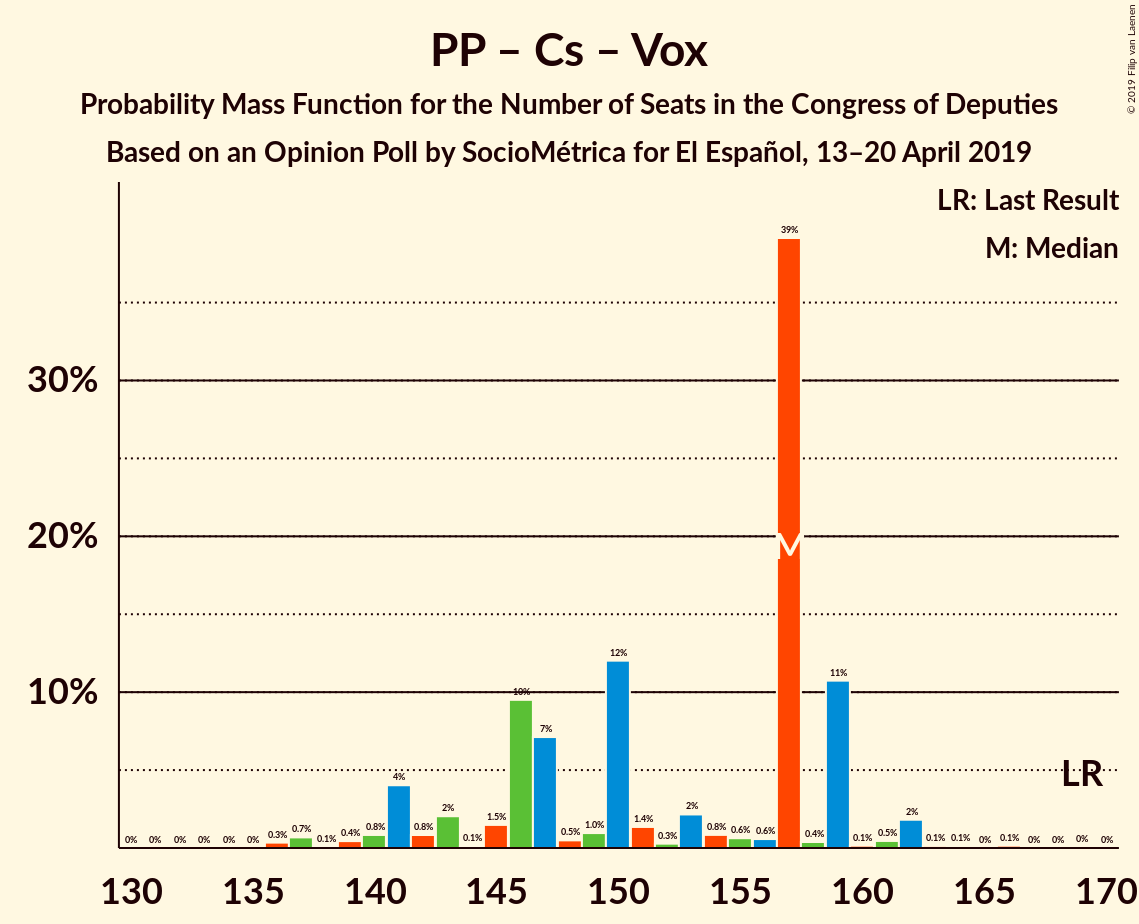 PP – Cs – Vox
Probability Mass Function for the Number of Seats in the Congress of Deputies
Based on an Opinion Poll by SocioMétrica for El Español, 13–20 April 2019
© 2019 Filip van Laenen
LR: Last Result
M: Median
30%
20%
10%
0% 0% 0% 0% 0% 0% 0.3% 0.7% 0.1% 0.4% 0.8% 4% 0.8% 2% 0.1% 1.5% 10% 7% 0.5% 1.0% 12% 1.4% 0.3% 2% 0.8% 0.6% 0.6% 39% 0.4% 11% 0.1% 0.5% 2% 0.1% 0.1% 0% 0.1% 0% 0% 0% 0%
M
LR
130 135 140 145 150 155 160 165 170